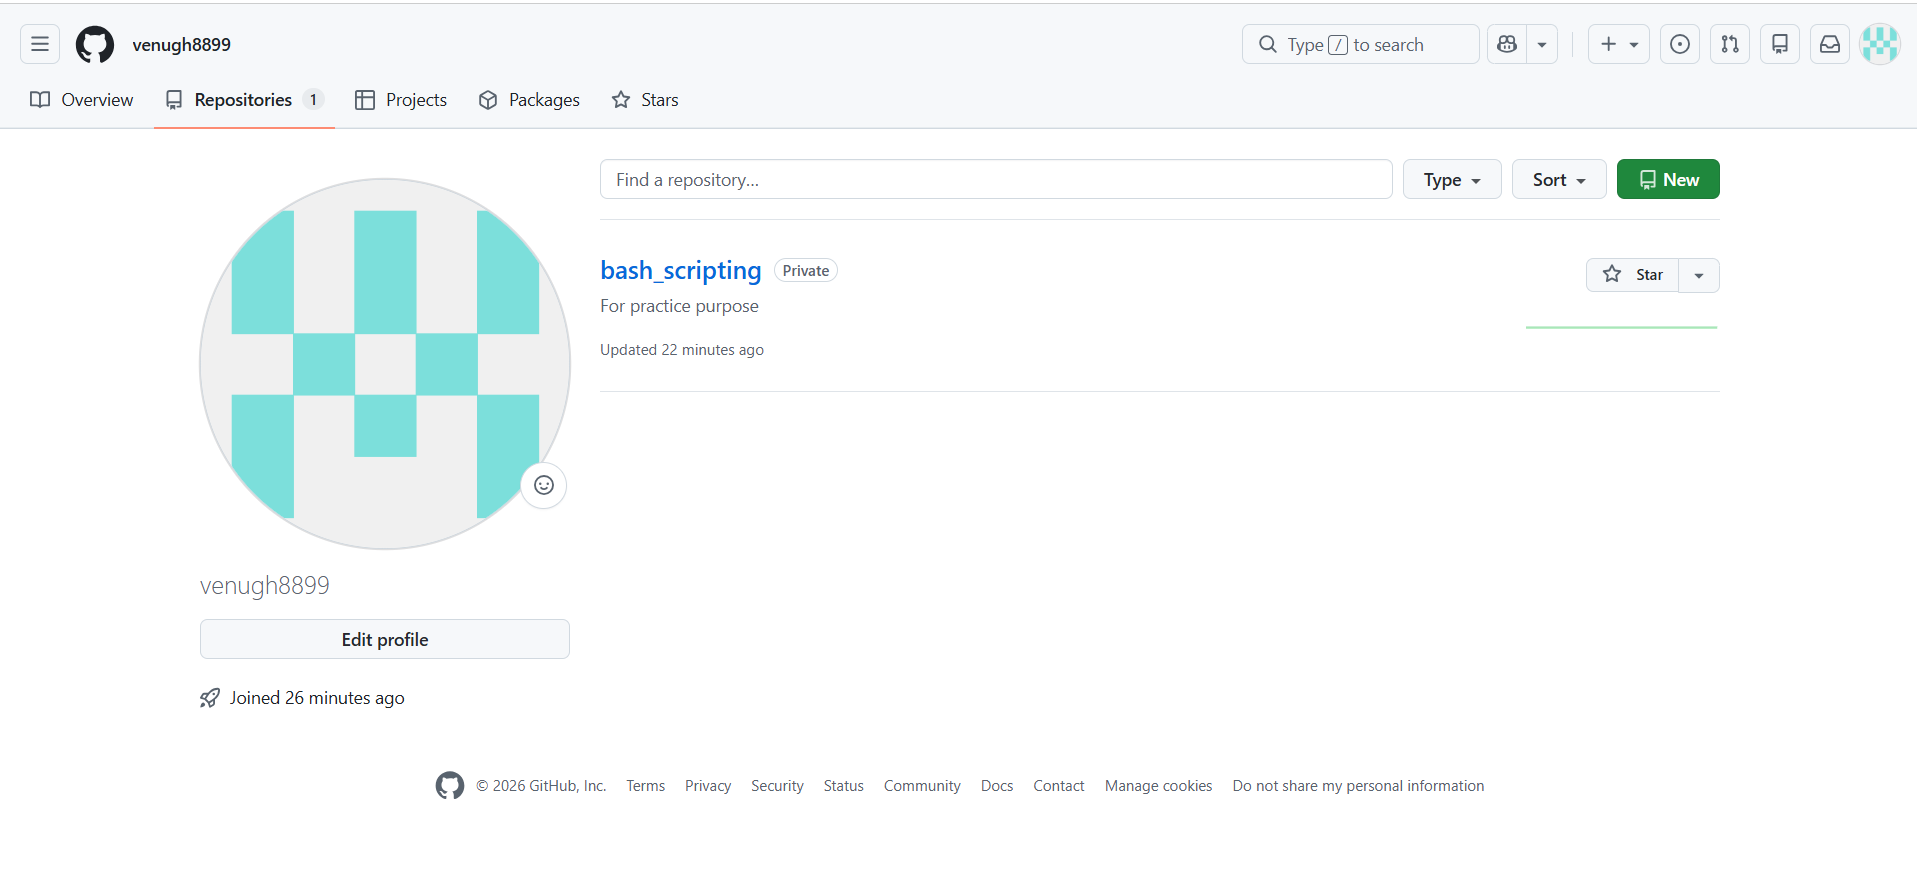 venugh8899
Type / to search
Overview Repositories 1 Projects Packages Stars
Find a repository...
Type Sort New
bash_scripting Private
Star
For practice purpose
Updated 22 minutes ago
venugh8899
Edit profile
Joined 26 minutes ago
© 2026 GitHub, Inc. Terms Privacy Security Status Community Docs Contact Manage cookies Do not share my personal information